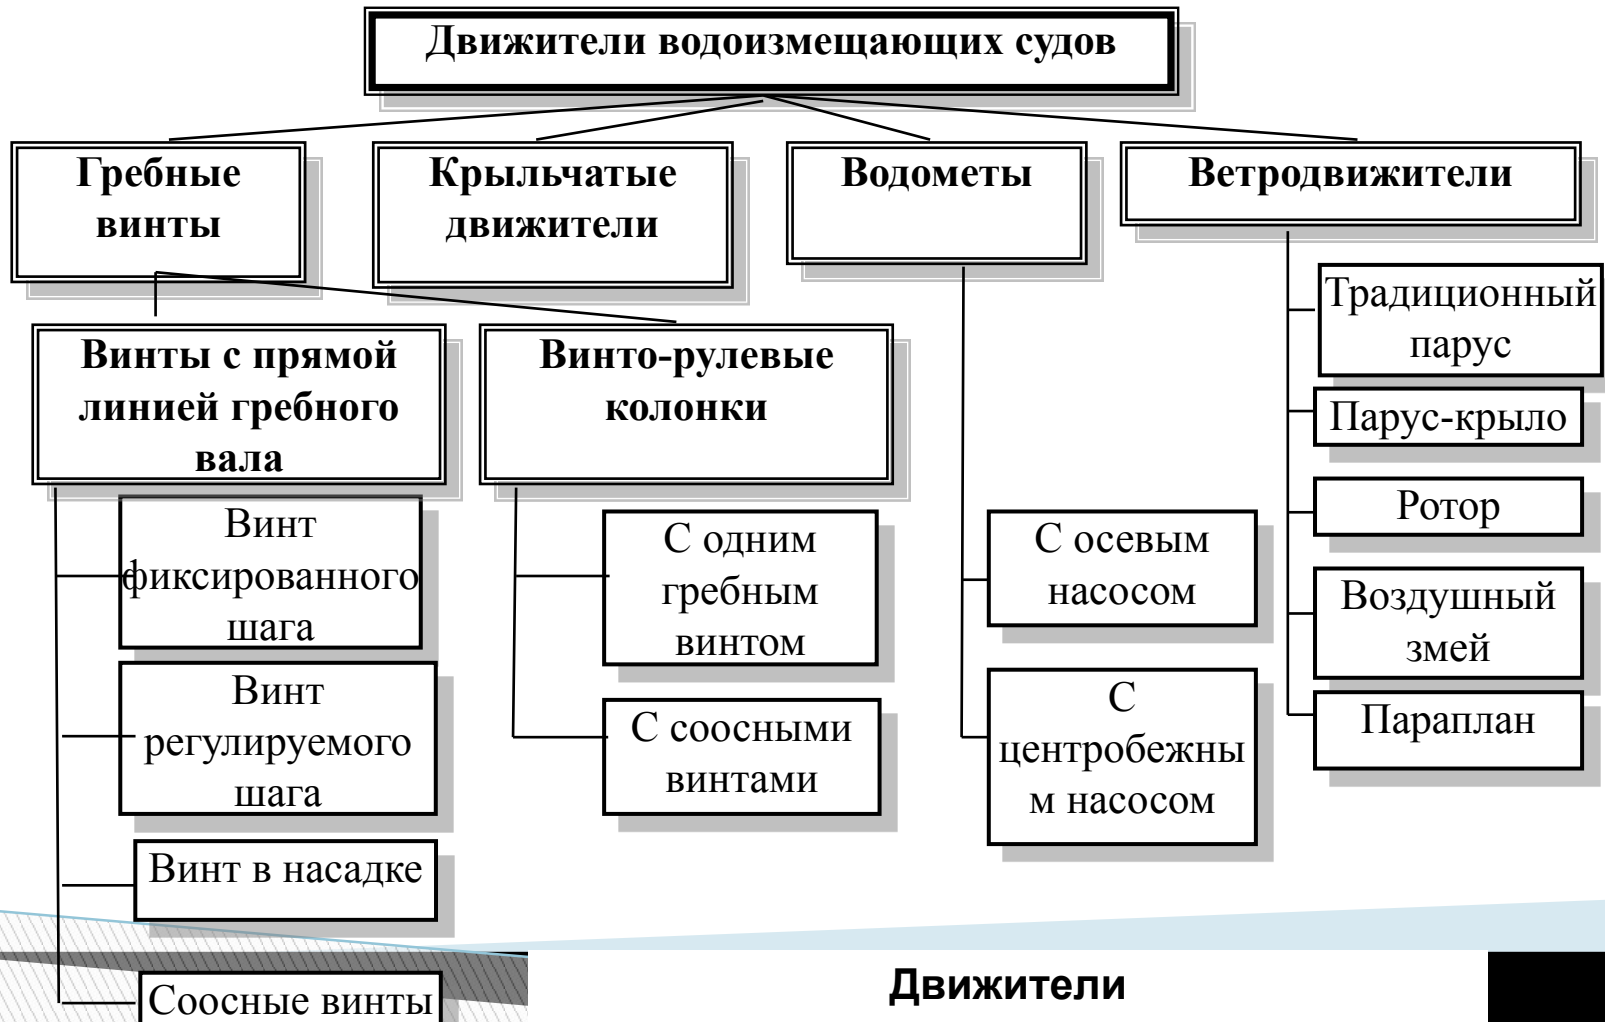 Движители водоизмещающих судов
Гребные
винты
Крыльчатые
движители
Водометы
Ветродвижители
Винты с прямой
линией гребного
вала
Винто-рулевые
колонки
Винт
фиксированного
шага
Винт
регулируемого
шага
Винт в насадке
Соосные винты
С одним
гребным
винтом
С соосными
винтами
С осевым
насосом
С
центробежны
м насосом
Традиционный
парус
Парус-крыло
Ротор
Воздушный
змей
Параплан
Движители